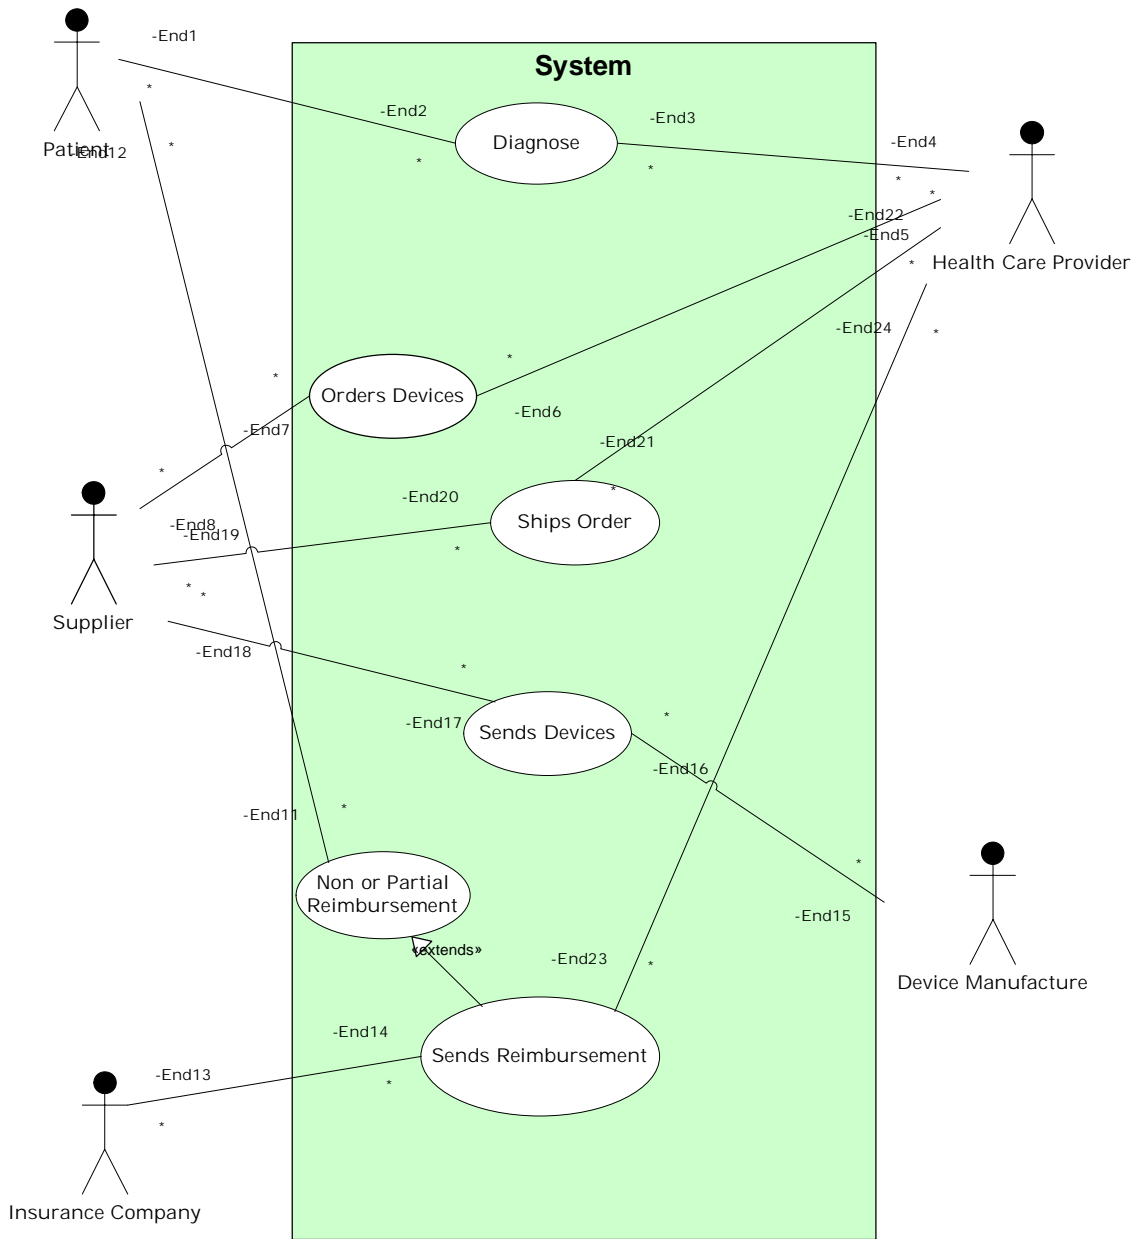 -End1
System
-End2
-End3
Diagnose
-End4
*
*
*
*
*
*
Patient
-End12
-End22
-End5
Health Care Provider
*
-End24
*
*
*
Orders Devices
-End6
-End7
-End21
*
*
-End20
-End8
-End19
Ships Order
*
*
*
Supplier
-End18
*
-End17
*
Sends Devices
-End16
-End11
*
*
Non or Partial
Reimbursement
-End15
«extends»
-End23
*
Device Manufacture
-End14
Sends Reimbursement
-End13
*
*
Insurance Company